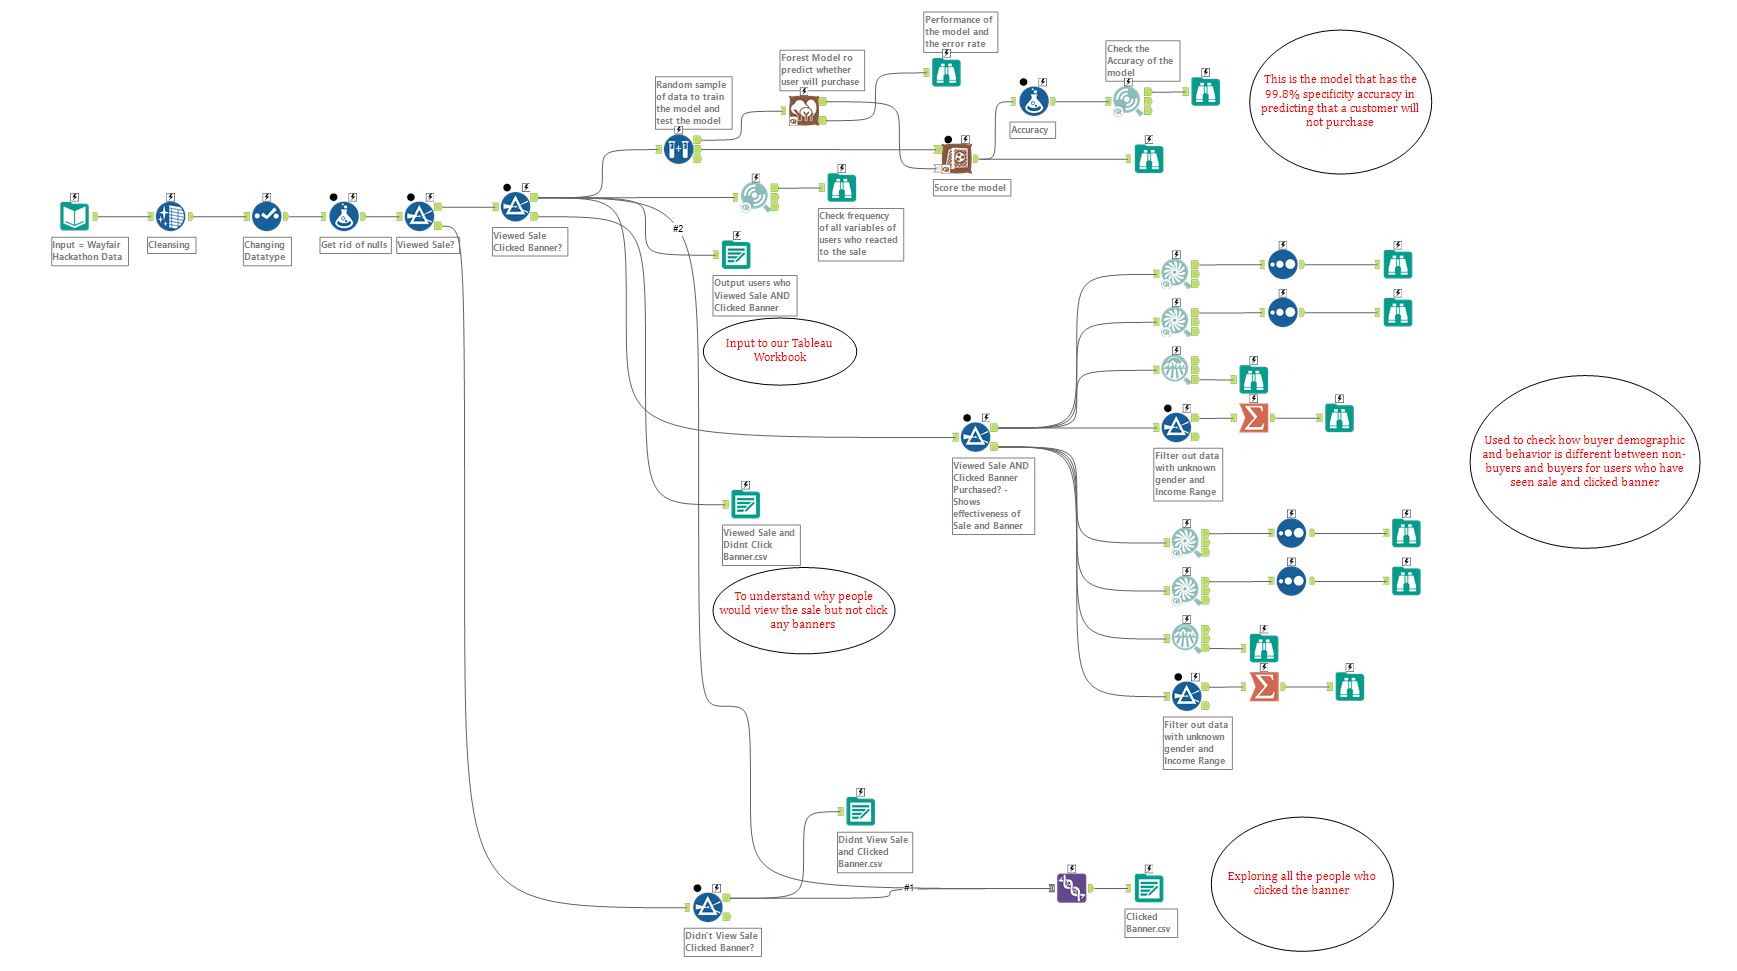 Performance of
the model and
the error rate
Check the
Accuracy of the
model
This is the model that has the
99.8% specificity accuracy in
predicting that a customer will
not purchase
Forest Model ro
predict whether
user will purchase
Random sample
of data to train
the model and
test the model
Accuracy
Score the model
Input = Wayfair
Hackathon Data
Cleansing
Changing
Datatype
Get rid of nulls
Viewed Sale?
Viewed Sale
Clicked Banner?
#2
Check frequency
of all variables of
users who reacted
to the sale
Output users who
Viewed Sale AND
Clicked Banner
Input to our Tableau
Workbook
Viewed Sale AND
Clicked Banner
Purchased? -
Shows
effectiveness of
Sale and Banner
Filter out data
with unknown
gender and
Income Range
Used to check how buyer demographic
and behavior is different between non-
buyers and buyers for users who have
seen sale and clicked banner
Viewed Sale and
Didnt Click
Banner.csv
To understand why people
would view the sale but not click
any banners
Filter out data
with unknown
gender and
Income Range
Didnt View Sale
and Clicked
Banner.csv
#1
Didn't View Sale
Clicked Banner?
Clicked
Banner.csv
Exploring all the people who
clicked the banner